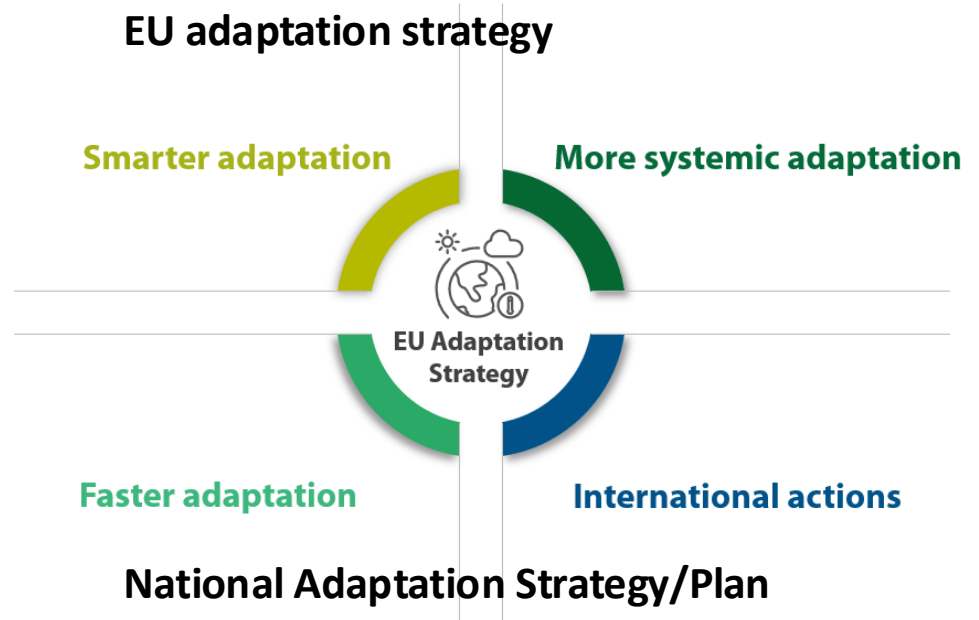 EU adaptation strategy
Smarter adaptation
More systemic adaptation
EU Adaptation
Strategy
Faster adaptation
International actions
National Adaptation Strategy/Plan